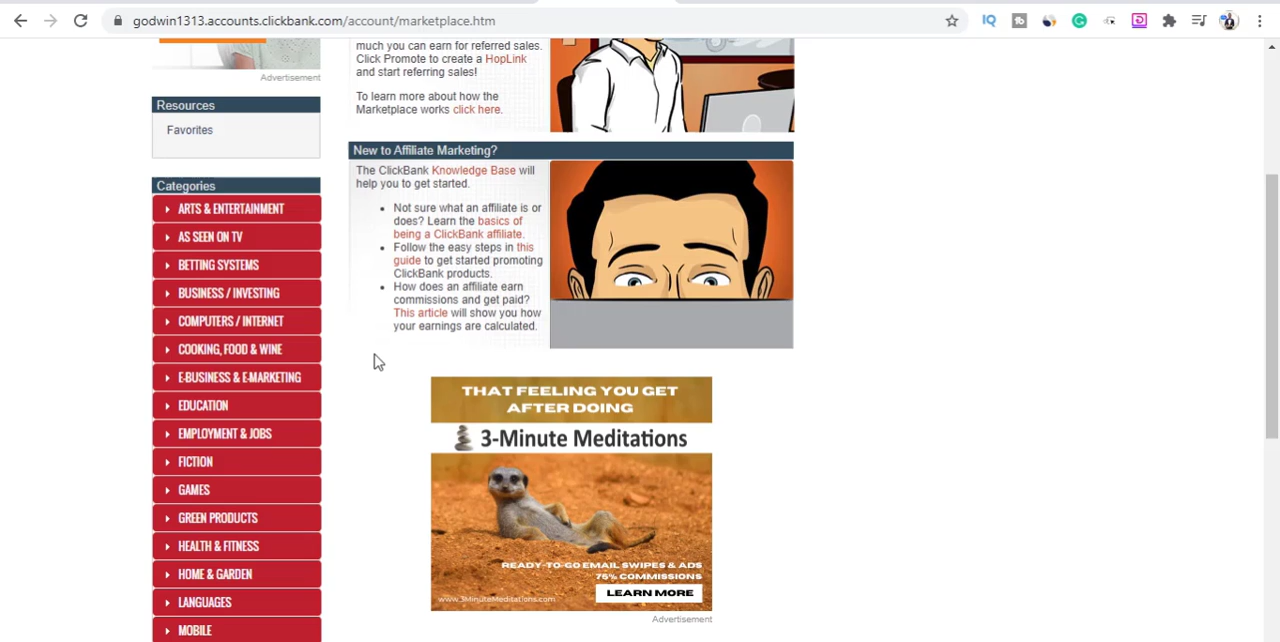 godwin1313.accounts.clickbank.com/account/marketplace.htm
Advertisement
Resources
Favorites
Categories
ARTS & ENTERTAINMENT
AS SEEN ON TV
BETTING SYSTEMS
BUSINESS / INVESTING
COMPUTERS / INTERNET
COOKING, FOOD & WINE
E-BUSINESS & E-MARKETING
EDUCATION
EMPLOYMENT & JOBS
FICTION
GAMES
GREEN PRODUCTS
HEALTH & FITNESS
HOME & GARDEN
LANGUAGES
MOBILE
much you can earn for referred sales.
Click Promote to create a HopLink
and start referring sales!
To learn more about how the
Marketplace works click here.
New to Affiliate Marketing?
The ClickBank Knowledge Base will
help you to get started.
• Not sure what an affiliate is or
does? Learn the basics of
being a ClickBank affiliate.
• Follow the easy steps in this
guide to get started promoting
ClickBank products.
• How does an affiliate earn
commissions and get paid?
This article will show you how
your earnings are calculated.
THAT FEELING YOU GET
AFTER DOING
3-Minute Meditations
READY-TO-GO EMAIL SWIPES & ADS
75% COMMISSIONS
www.3MinuteMeditations.com
LEARN MORE
Advertisement